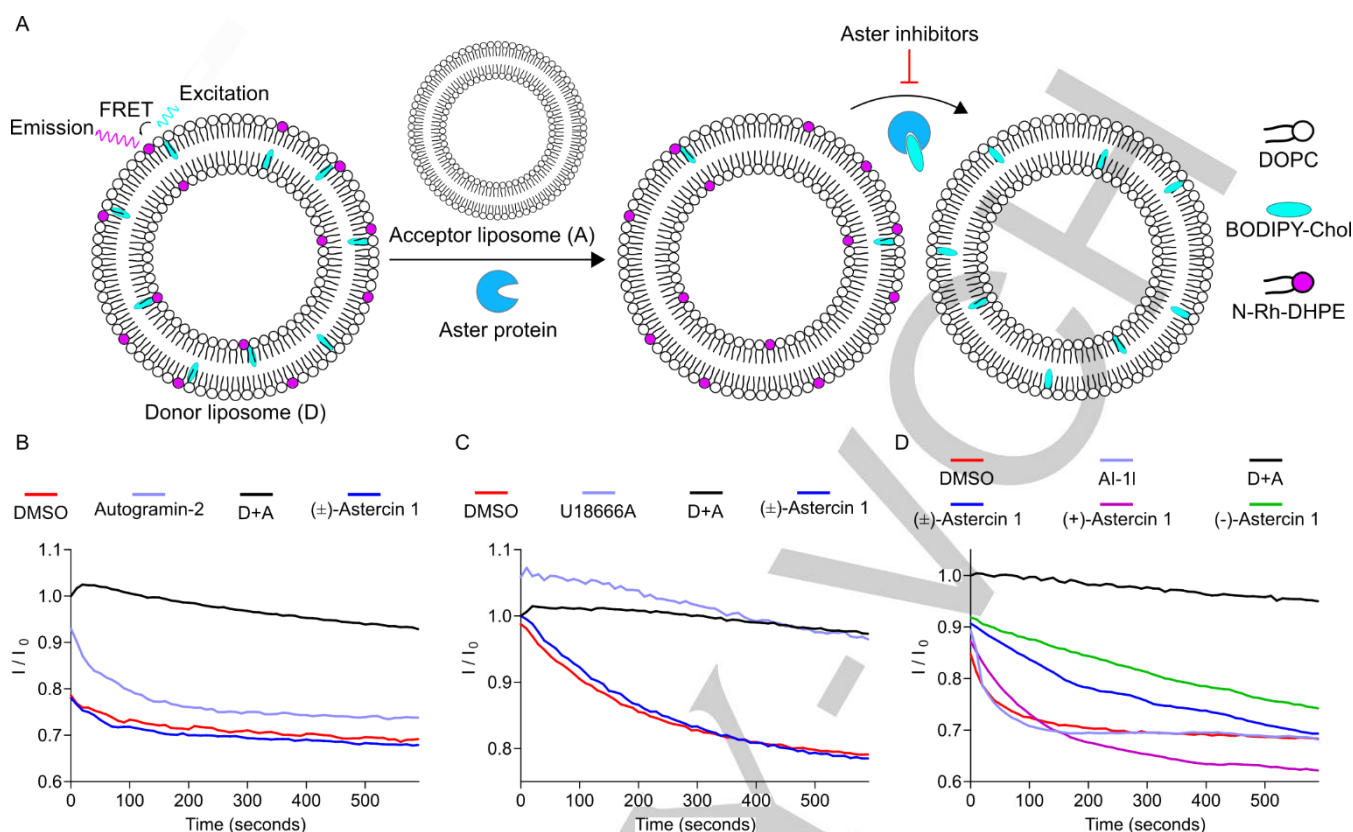 A
Aster inhibitors
Excitation
FRET
Emission
DOPC
BODIPY-Chol
Acceptor liposome (A)
Aster protein
N-Rh-DHPE
Donor liposome (D)
B
C
D
DMSO
AI-1l
D+A
DMSO
Autogramin-2
D+A
(±)-Astercin 1
DMSO
U18666A
D+A
(±)-Astercin 1
(±)-Astercin 1
(+)-Astercin 1
(-)-Astercin 1
1.1
1.0
0.9
0.8
0.7
0.6
I / I0
0
100
200
300
400
500
Time (seconds)
1.1
1.0
0.9
0.8
I / I0
0
100
200
300
400
500
Time (seconds)
1.0
0.9
0.8
0.7
0.6
I / I0
0
100
200
300
400
500
Time (seconds)